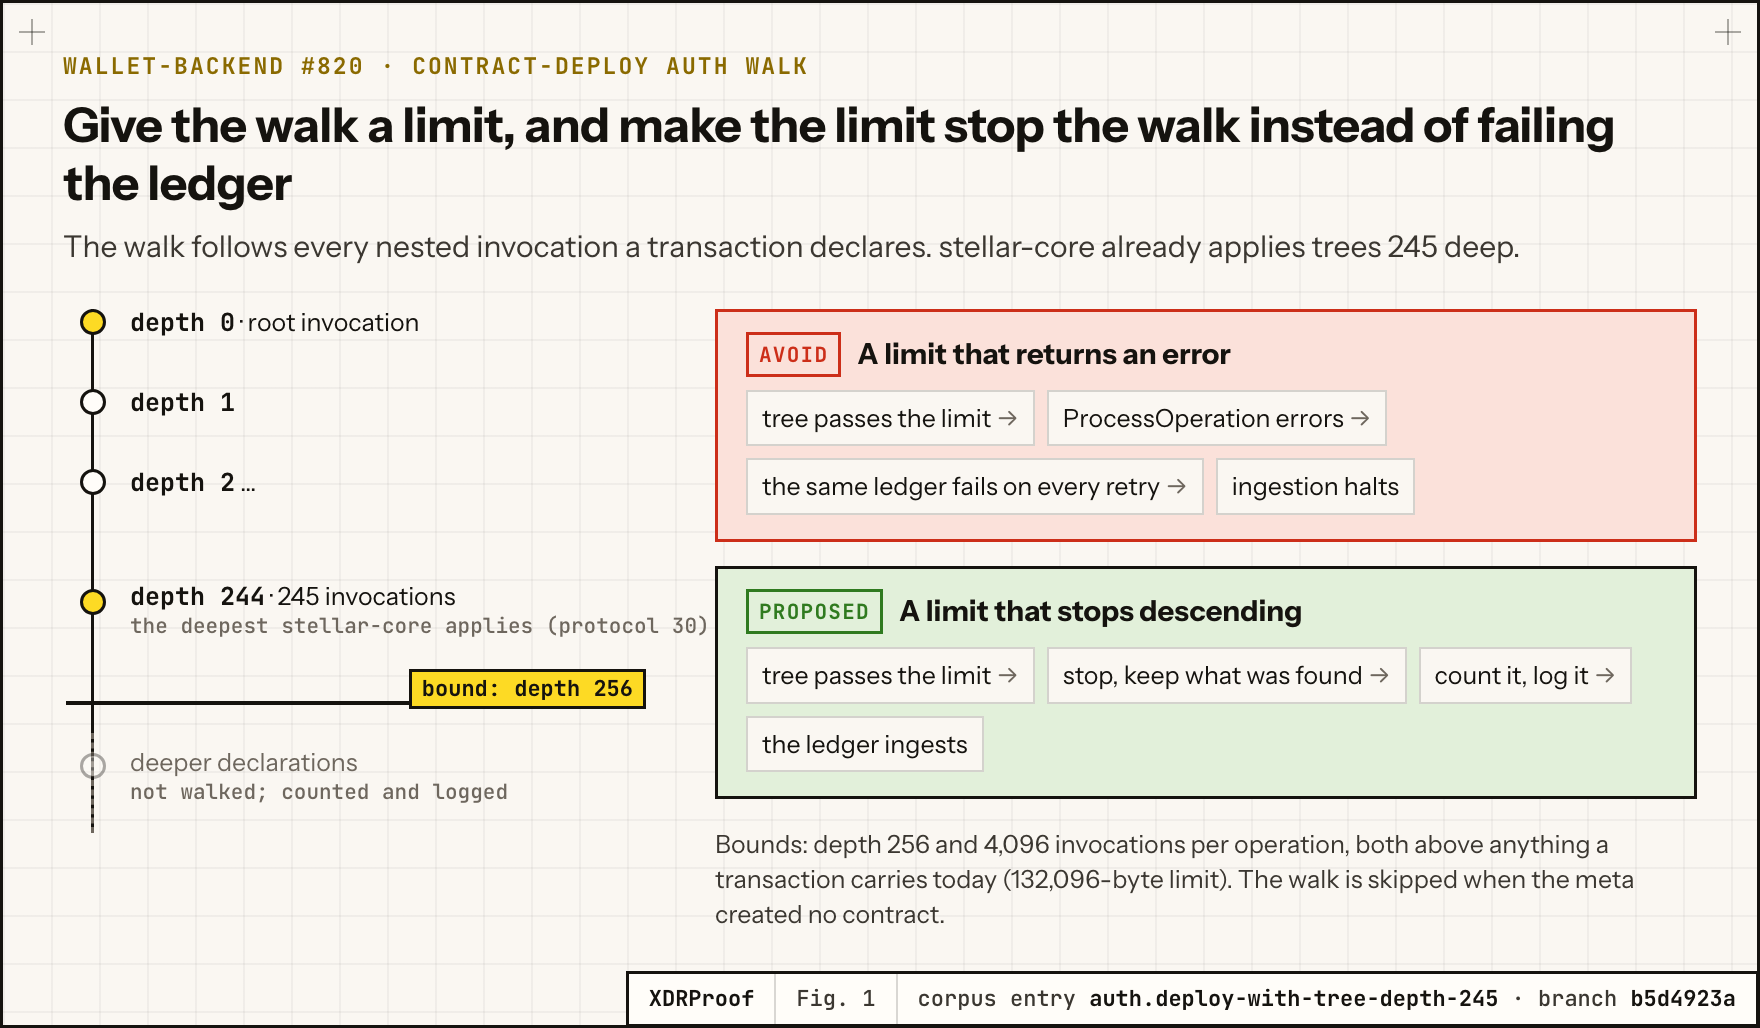 WALLET-BACKEND #820 · CONTRACT-DEPLOY AUTH WALK
Give the walk a limit, and make the limit stop the walk instead of failing
the ledger
The walk follows every nested invocation a transaction declares. stellar-core already applies trees 245 deep.
depth 0 · root invocation
depth 1
depth 2 ...
depth 244 · 245 invocations
the deepest stellar-core applies (protocol 30)
bound: depth 256
deeper declarations
not walked; counted and logged
AVOID A limit that returns an error
tree passes the limit → ProcessOperation errors →
the same ledger fails on every retry → ingestion halts
PROPOSED A limit that stops descending
tree passes the limit → stop, keep what was found → count it, log it →
the ledger ingests
Bounds: depth 256 and 4,096 invocations per operation, both above anything a
transaction carries today (132,096-byte limit). The walk is skipped when the meta
created no contract.
XDRProof Fig. 1 corpus entry auth.deploy-with-tree-depth-245 · branch b5d4923a